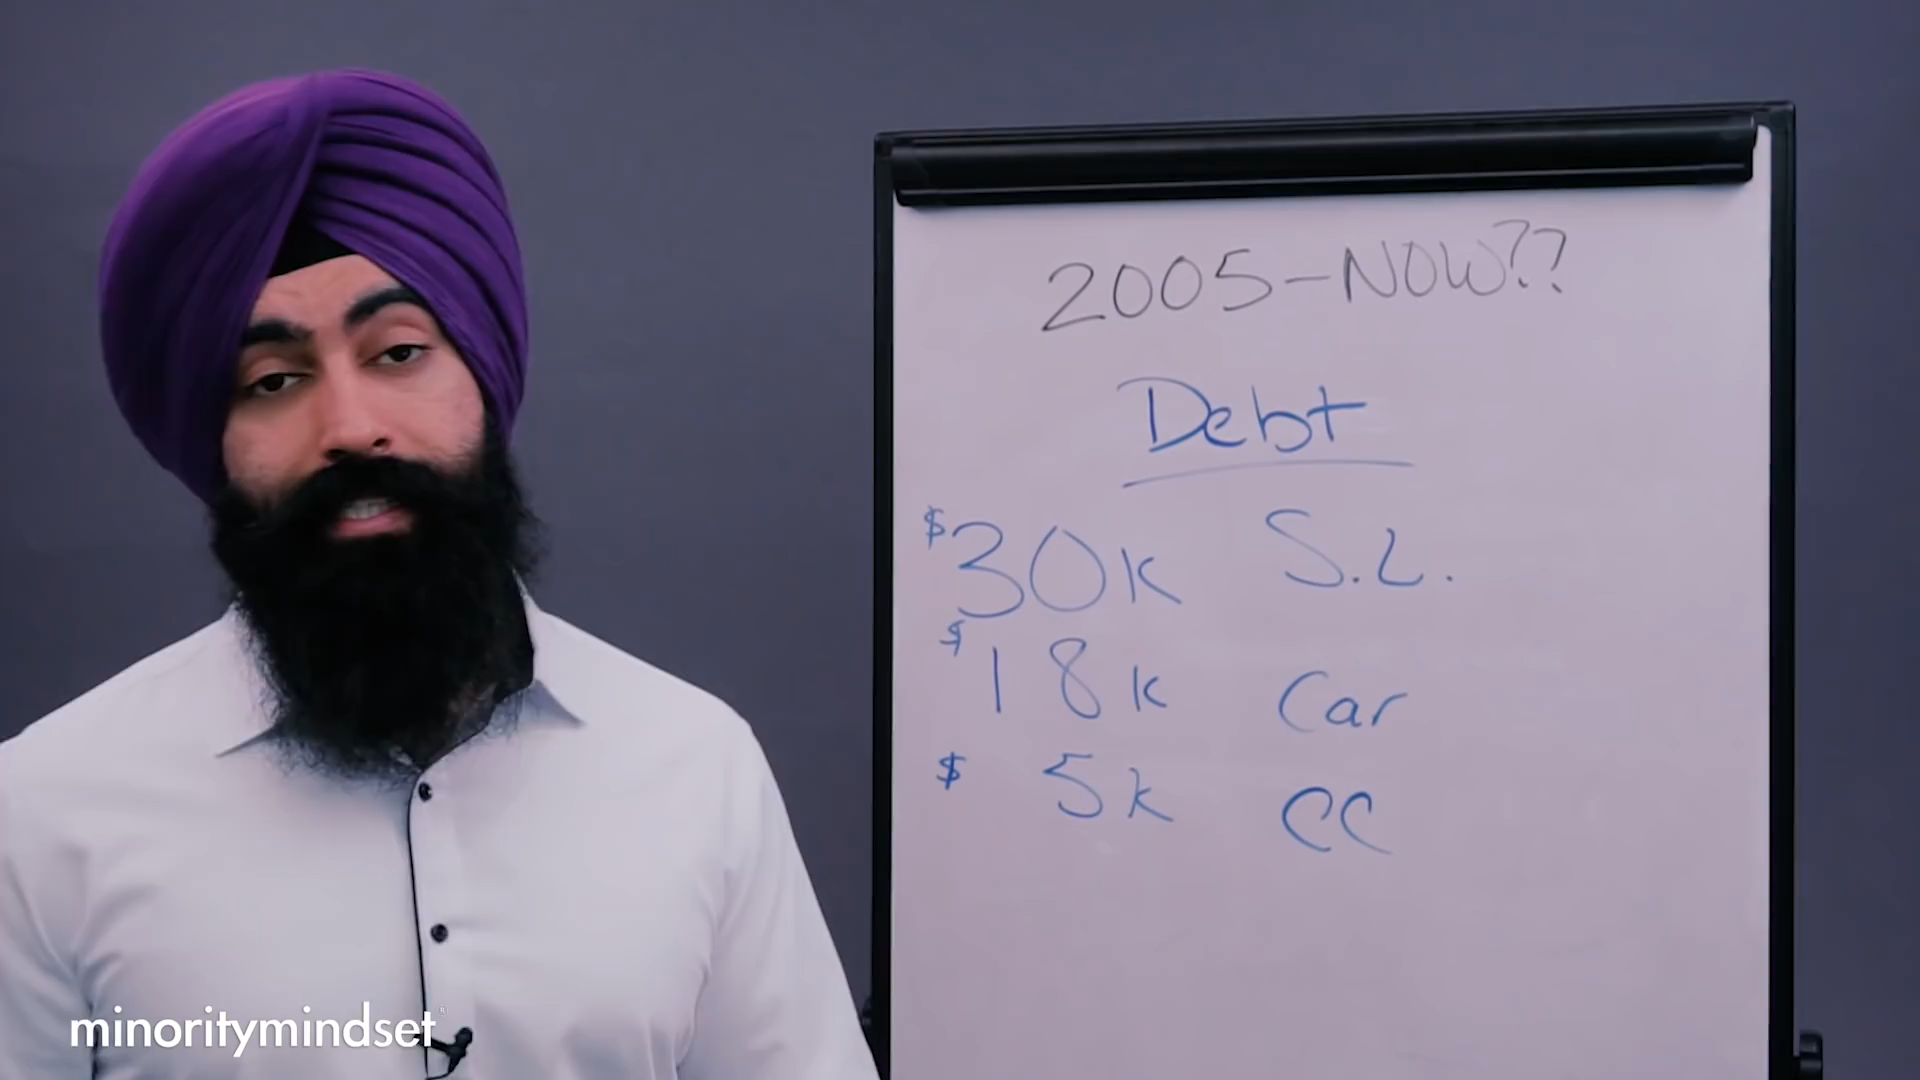 2005-NOW??
Debt
$30K S.L.
$18K Car
$5K CC
minoritymindset